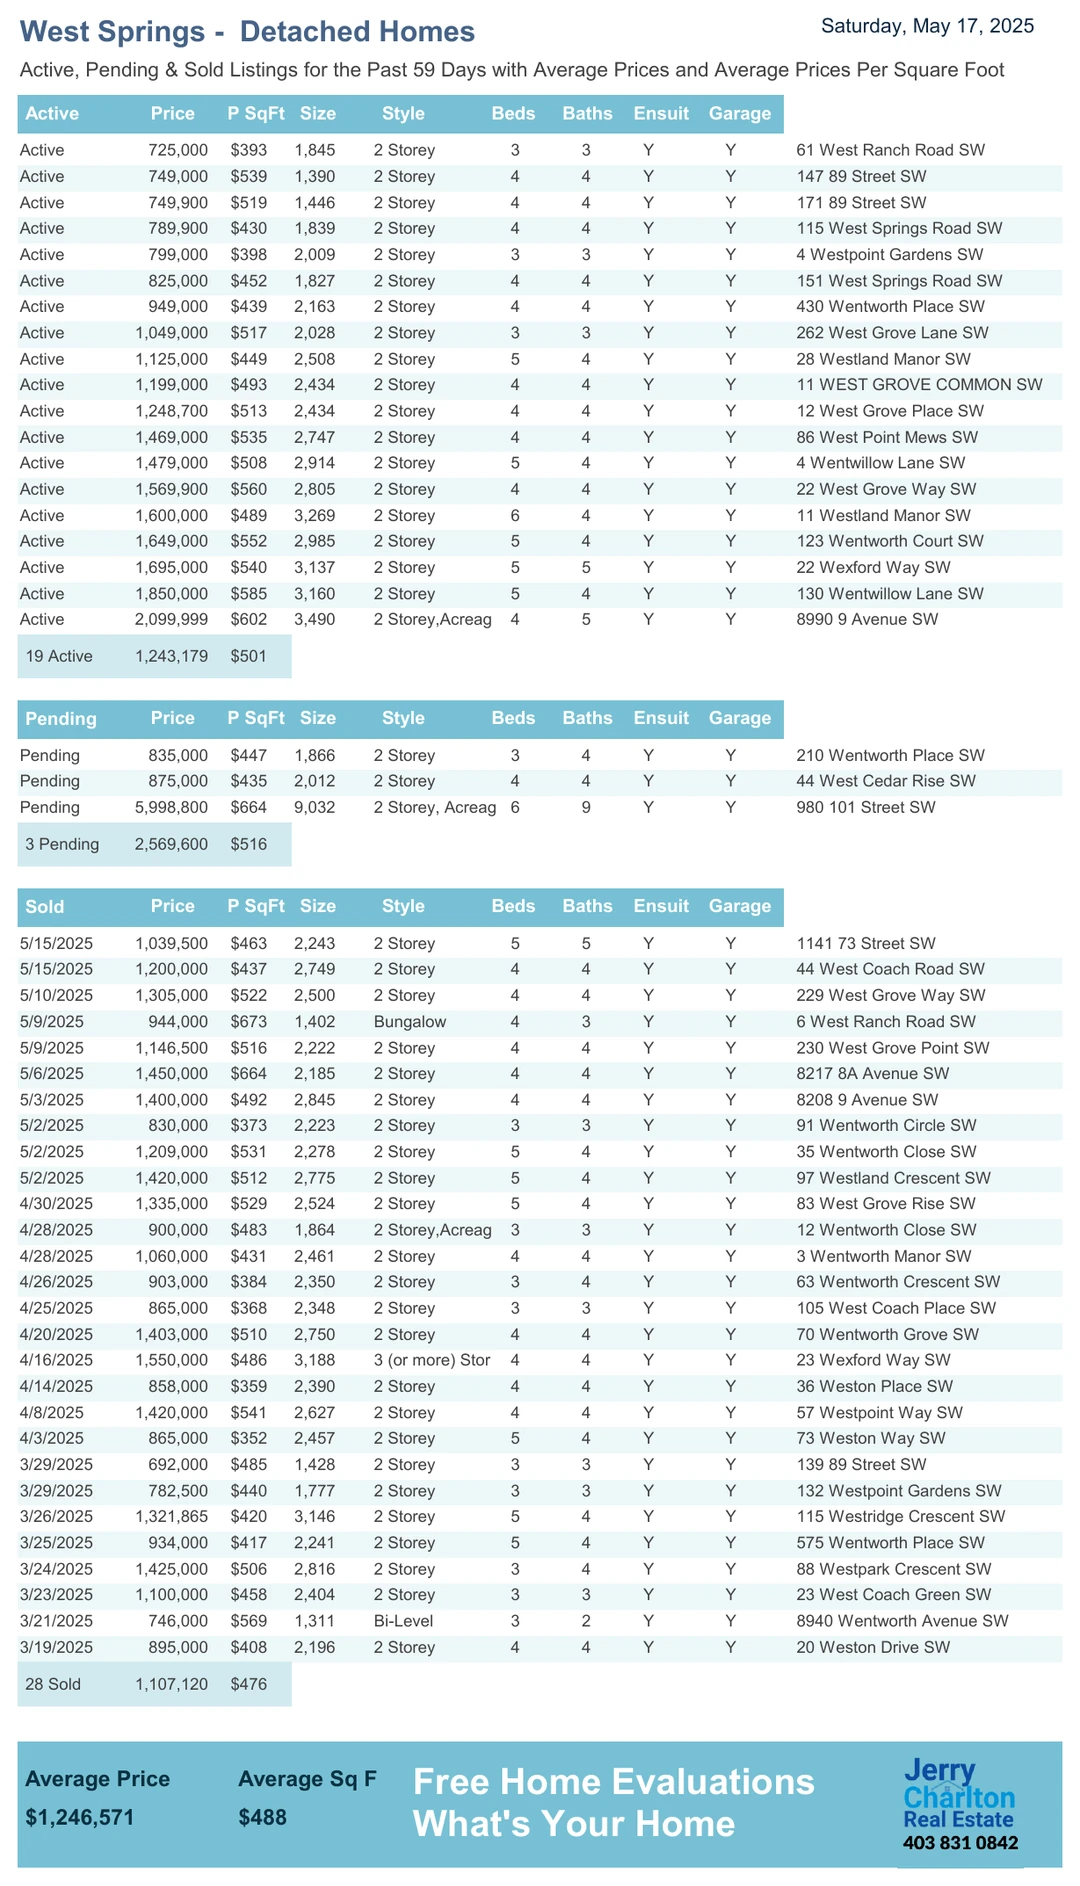 West Springs -  Detached Homes
Saturday, May 17, 2025
Active, Pending & Sold Listings for the Past 59 Days with Average Prices and Average Prices Per Square Foot
Active Price P SqFt Size Style Beds Baths Ensuit Garage
Active 725,000 $393 1,845 2 Storey 3 3 Y Y 61 West Ranch Road SW
Active 749,000 $539 1,390 2 Storey 4 4 Y Y 147 89 Street SW
Active 749,900 $519 1,446 2 Storey 4 4 Y Y 171 89 Street SW
Active 789,900 $430 1,839 2 Storey 4 4 Y Y 115 West Springs Road SW
Active 799,000 $398 2,009 2 Storey 3 3 Y Y 4 Westpoint Gardens SW
Active 825,000 $452 1,827 2 Storey 4 4 Y Y 151 West Springs Road SW
Active 949,000 $439 2,163 2 Storey 4 4 Y Y 430 Wentworth Place SW
Active 1,049,000 $517 2,028 2 Storey 3 3 Y Y 262 West Grove Lane SW
Active 1,125,000 $449 2,508 2 Storey 5 4 Y Y 28 Westland Manor SW
Active 1,199,000 $493 2,434 2 Storey 4 4 Y Y 11 WEST GROVE COMMON SW
Active 1,248,700 $513 2,434 2 Storey 4 4 Y Y 12 West Grove Place SW
Active 1,469,000 $535 2,747 2 Storey 4 4 Y Y 86 West Point Mews SW
Active 1,479,000 $508 2,914 2 Storey 5 4 Y Y 4 Wentwillow Lane SW
Active 1,569,900 $560 2,805 2 Storey 4 4 Y Y 22 West Grove Way SW
Active 1,600,000 $489 3,269 2 Storey 6 4 Y Y 11 Westland Manor SW
Active 1,649,000 $552 2,985 2 Storey 5 4 Y Y 123 Wentworth Court SW
Active 1,695,000 $540 3,137 2 Storey 5 5 Y Y 22 Wexford Way SW
Active 1,850,000 $585 3,160 2 Storey 5 4 Y Y 130 Wentwillow Lane SW
Active 2,099,999 $602 3,490 2 Storey,Acreag 4 5 Y Y 8990 9 Avenue SW
19 Active 1,243,179 $501
Pending Price P SqFt Size Style Beds Baths Ensuit Garage
Pending 835,000 $447 1,866 2 Storey 3 4 Y Y 210 Wentworth Place SW
Pending 875,000 $435 2,012 2 Storey 4 4 Y Y 44 West Cedar Rise SW
Pending 5,998,800 $664 9,032 2 Storey, Acreag 6 9 Y Y 980 101 Street SW
3 Pending 2,569,600 $516
Sold Price P SqFt Size Style Beds Baths Ensuit Garage
5/15/2025 1,039,500 $463 2,243 2 Storey 5 5 Y Y 1141 73 Street SW
5/15/2025 1,200,000 $437 2,749 2 Storey 4 4 Y Y 44 West Coach Road SW
5/10/2025 1,305,000 $522 2,500 2 Storey 4 4 Y Y 229 West Grove Way SW
5/9/2025 944,000 $673 1,402 Bungalow 4 3 Y Y 6 West Ranch Road SW
5/9/2025 1,146,500 $516 2,222 2 Storey 4 4 Y Y 230 West Grove Point SW
5/6/2025 1,450,000 $664 2,185 2 Storey 4 4 Y Y 8217 8A Avenue SW
5/3/2025 1,400,000 $492 2,845 2 Storey 4 4 Y Y 8208 9 Avenue SW
5/2/2025 830,000 $373 2,223 2 Storey 3 3 Y Y 91 Wentworth Circle SW
5/2/2025 1,209,000 $531 2,278 2 Storey 5 4 Y Y 35 Wentworth Close SW
5/2/2025 1,420,000 $512 2,775 2 Storey 5 4 Y Y 97 Westland Crescent SW
4/30/2025 1,335,000 $529 2,524 2 Storey 5 4 Y Y 83 West Grove Rise SW
4/28/2025 900,000 $483 1,864 2 Storey,Acreag 3 3 Y Y 12 Wentworth Close SW
4/28/2025 1,060,000 $431 2,461 2 Storey 4 4 Y Y 3 Wentworth Manor SW
4/26/2025 903,000 $384 2,350 2 Storey 3 4 Y Y 63 Wentworth Crescent SW
4/25/2025 865,000 $368 2,348 2 Storey 3 3 Y Y 105 West Coach Place SW
4/20/2025 1,403,000 $510 2,750 2 Storey 4 4 Y Y 70 Wentworth Grove SW
4/16/2025 1,550,000 $486 3,188 3 (or more) Stor 4 4 Y Y 23 Wexford Way SW
4/14/2025 858,000 $359 2,390 2 Storey 4 4 Y Y 36 Weston Place SW
4/8/2025 1,420,000 $541 2,627 2 Storey 4 4 Y Y 57 Westpoint Way SW
4/3/2025 865,000 $352 2,457 2 Storey 5 4 Y Y 73 Weston Way SW
3/29/2025 692,000 $485 1,428 2 Storey 3 3 Y Y 139 89 Street SW
3/29/2025 782,500 $440 1,777 2 Storey 3 3 Y Y 132 Westpoint Gardens SW
3/26/2025 1,321,865 $420 3,146 2 Storey 5 4 Y Y 115 Westridge Crescent SW
3/25/2025 934,000 $417 2,241 2 Storey 5 4 Y Y 575 Wentworth Place SW
3/24/2025 1,425,000 $506 2,816 2 Storey 3 4 Y Y 88 Westpark Crescent SW
3/23/2025 1,100,000 $458 2,404 2 Storey 3 3 Y Y 23 West Coach Green SW
3/21/2025 746,000 $569 1,311 Bi-Level 3 2 Y Y 8940 Wentworth Avenue SW
3/19/2025 895,000 $408 2,196 2 Storey 4 4 Y Y 20 Weston Drive SW
28 Sold 1,107,120 $476
Average Price Average Sq F
$1,246,571 $488
Free Home Evaluations
What's Your Home
Jerry
Charlton
Real Estate
403 831 0842